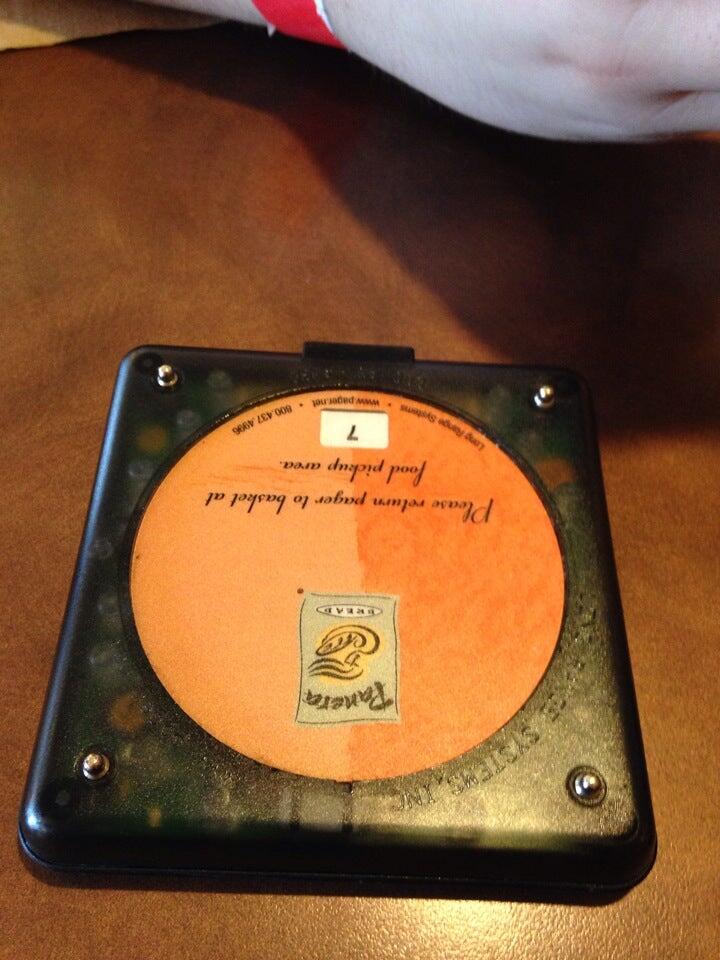 Panera
BREAD
Please return pager to basket at
food pickup area.
7
Long Range Systems • www.pager.net • 800.437.4996
SYSTEMS, INC